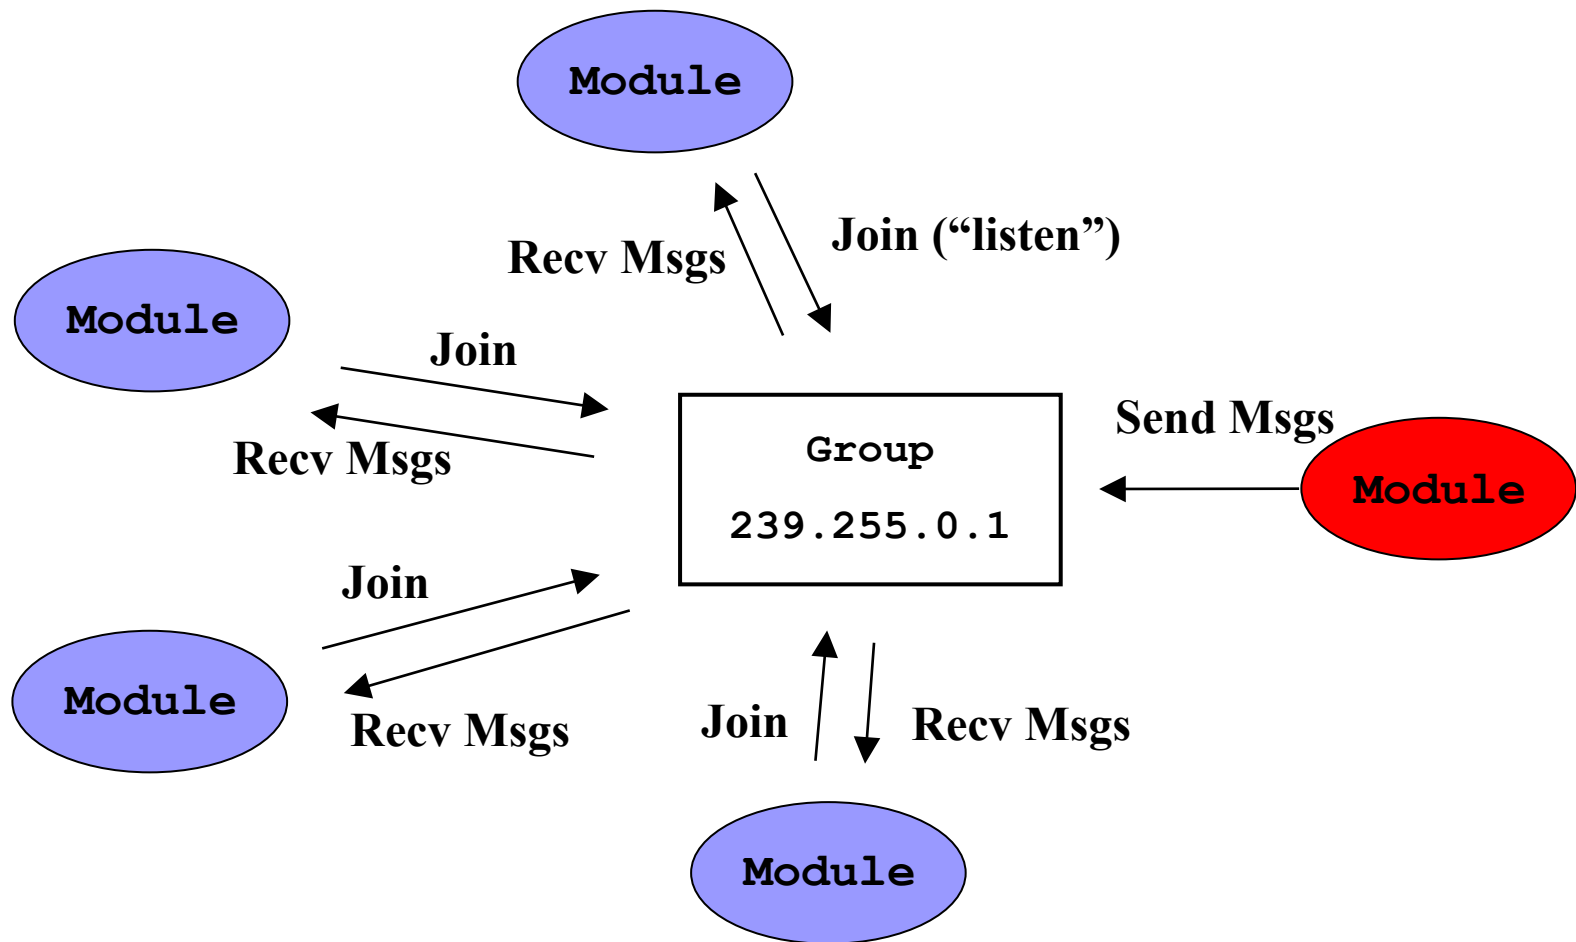 Module
Join (“listen”)
Recv Msgs
Module
Join
Recv Msgs
Send Msgs
Group
239.255.0.1
Module
Join
Module
Recv Msgs
Join
Recv Msgs
Module